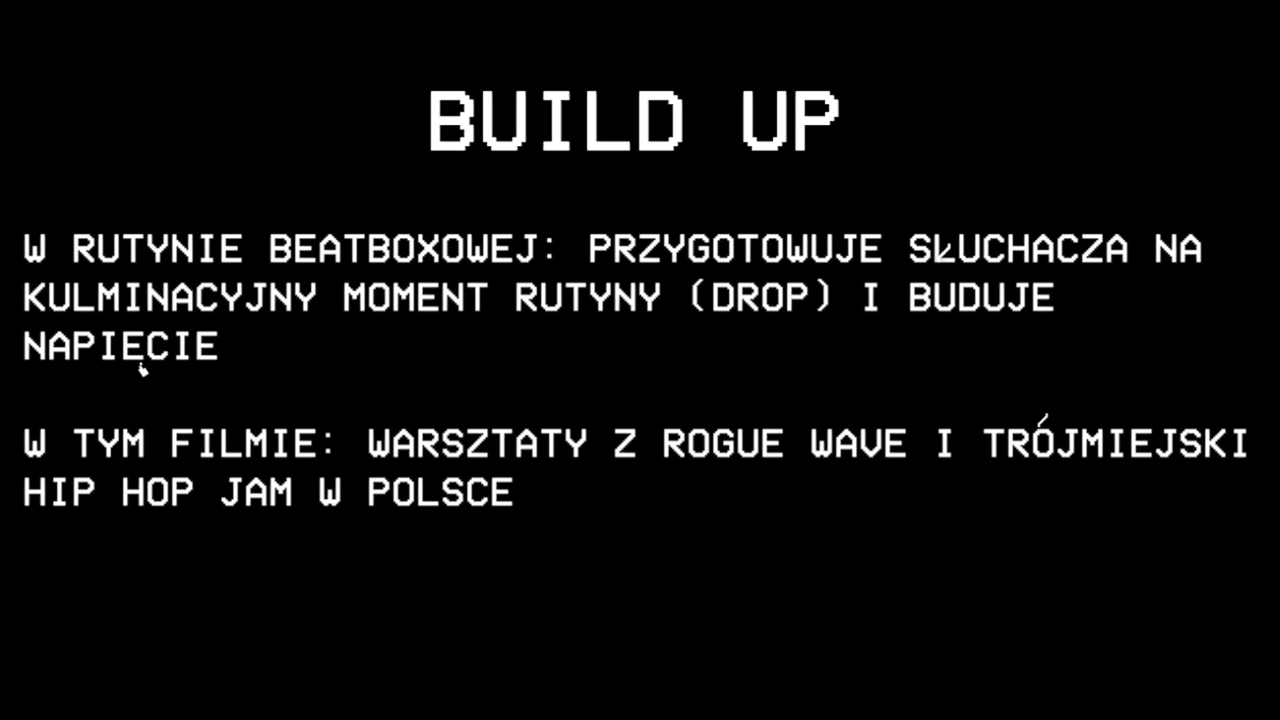 BUILD UP
W RUTYNIE BEATBOXOWEJ: PRZYGOTOWUJE SŁUCHACZA NA
KULMINACYJNY MOMENT RUTYNY (DROP) I BUDUJE
NAPIĘCIE
W TYM FILMIE: WARSZTATY Z ROGUE WAVE I TRÓJMIEJSKI
HIP HOP JAM W POLSCE